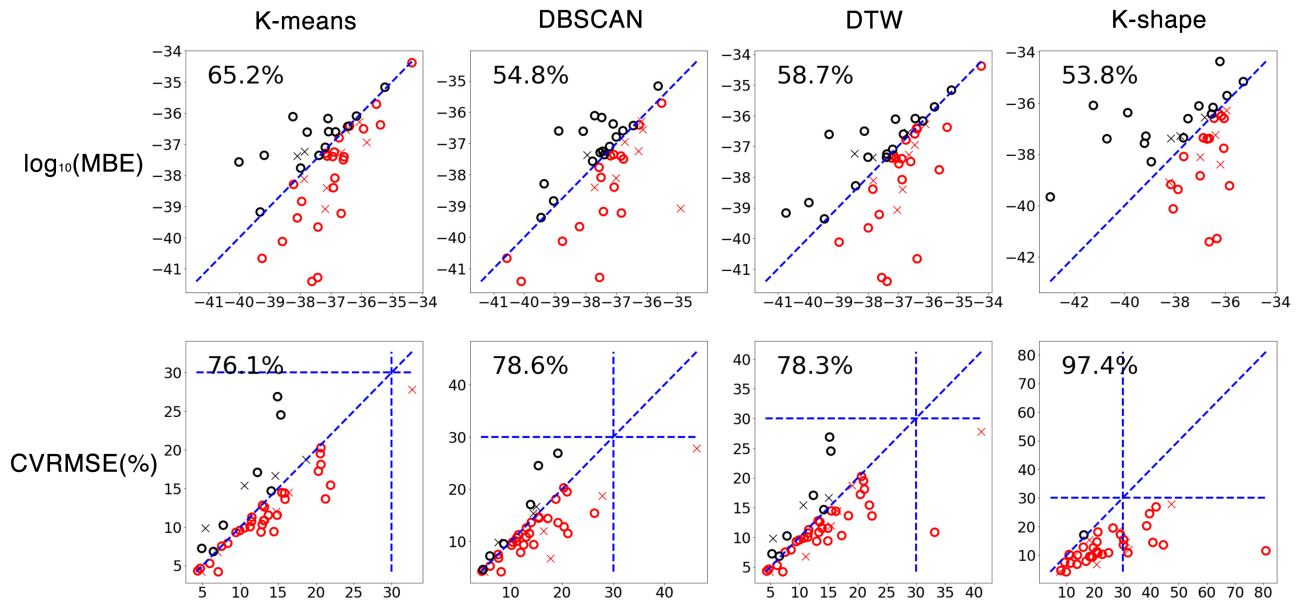 K-means DBSCAN DTW K-shape
log₁₀(MBE)
65.2% 54.8% 58.7% 53.8%
−34 −35 −36 −37 −38 −39 −40 −41
−41 −40 −39 −38 −37 −36 −35 −34
−35 −36 −37 −38 −39 −40 −41
−41 −40 −39 −38 −37 −36 −35
−34 −35 −36 −37 −38 −39 −40 −41
−41 −40 −39 −38 −37 −36 −35 −34
−34 −36 −38 −40 −42
−42 −40 −38 −36 −34
CVRMSE(%)
76.1% 78.6% 78.3% 97.4%
30 25 20 15 10 5
5 10 15 20 25 30
40 30 20 10
10 20 30 40
40 35 30 25 20 15 10 5
5 10 15 20 25 30 35 40
80 70 60 50 40 30 20 10
10 20 30 40 50 60 70 80